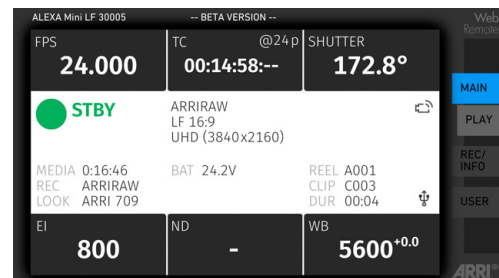 ALEXA Mini LF 30005 -- BETA VERSION -- Web
Remote
FPS TC @24p SHUTTER
24.000 00:14:58:-- 172.8°
MAIN
STBY ARRIRAW
LF 16:9
UHD (3840x2160)
PLAY
REC/
INFO
MEDIA 0:16:46 BAT 24.2V REEL A001
REC ARRIRAW CLIP C003
LOOK ARRI 709 DUR 00:04
USER
EI ND WB
800 - 5600+0.0
ARRI